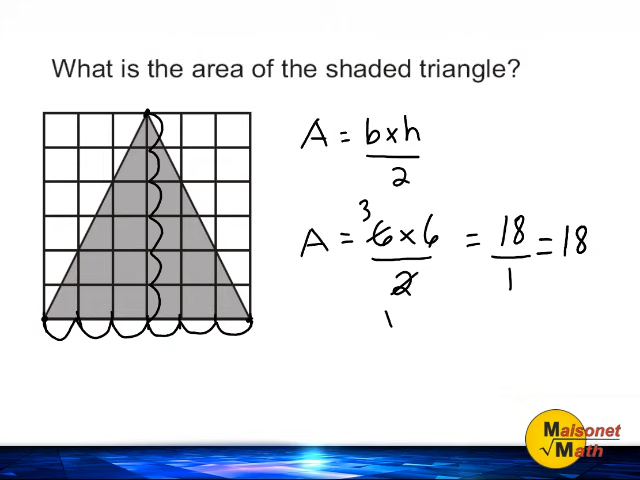 What is the area of the shaded triangle?
A = b x h
2
3
A = 6 x 6 = 18 = 18
2 1
1
Maisonet
√Math